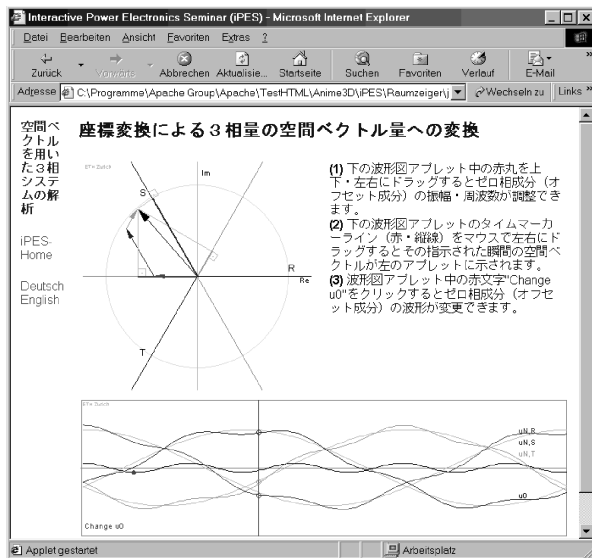 Interactive Power Electronics Seminar (iPES) - Microsoft Internet Explorer
Datei Bearbeiten Ansicht Favoriten Extras ?
Zurück Vorwärts Abbrechen Aktualisie... Startseite Suchen Favoriten Verlauf E-Mail
Adresse C:\Programme\Apache Group\Apache\TestHTML\Anime3D\iPES\Raumzeiger\j Wechseln zu Links
空間ベ
クトル
を用い
た3相
システ
ムの解
析
iPES-
Home
Deutsch
English
座標変換による3相量の空間ベクトル量への変換
ETH Zurich
Im
S
R
Re
T
(1) 下の波形図アプレット中の赤丸を上
下・左右にドラッグするとゼロ相成分（オ
フセット成分）の振幅・周波数が調整でき
ます。
(2) 下の波形図アプレットのタイムマーカ
ーライン（赤・縦線）をマウスで左右にド
ラッグするとその指示された瞬間の空間ベ
クトルが左のアプレットに示されます。
(3) 波形図アプレット中の赤文字"Change
u0"をクリックするとゼロ相成分（オフセ
ット成分）の波形が変更できます。
ETH Zurich
uN,R
uN,S
uN,T
u0
Change u0
Applet gestartet
Arbeitsplatz